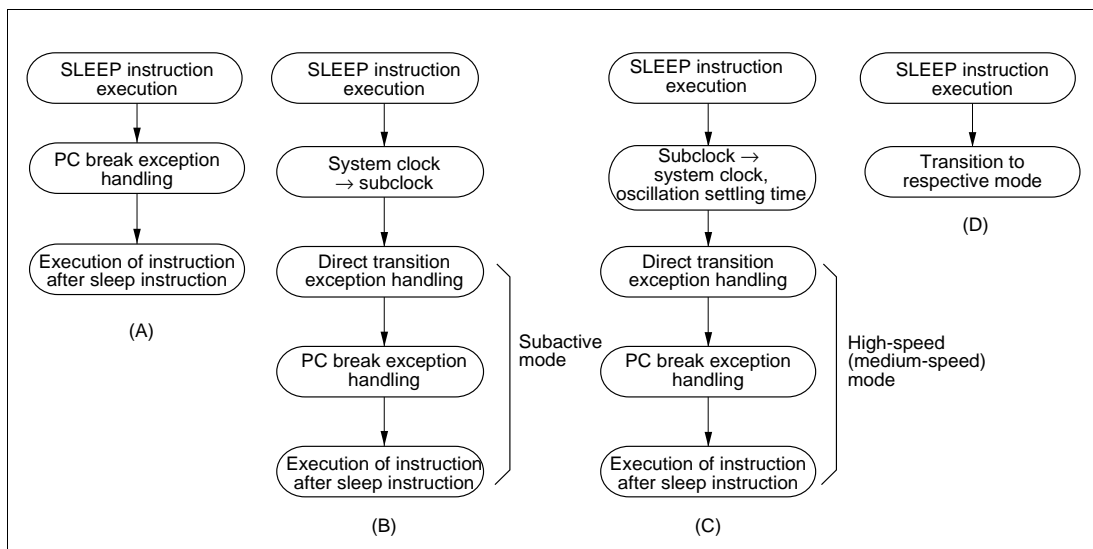 SLEEP instruction
execution
PC break exception
handling
Execution of instruction
after sleep instruction
(A)
SLEEP instruction
execution
System clock
→ subclock
Direct transition
exception handling
PC break exception
handling
Execution of instruction
after sleep instruction
Subactive
mode
(B)
SLEEP instruction
execution
Subclock →
system clock,
oscillation settling time
Direct transition
exception handling
PC break exception
handling
Execution of instruction
after sleep instruction
High-speed
(medium-speed)
mode
(C)
SLEEP instruction
execution
Transition to
respective mode
(D)